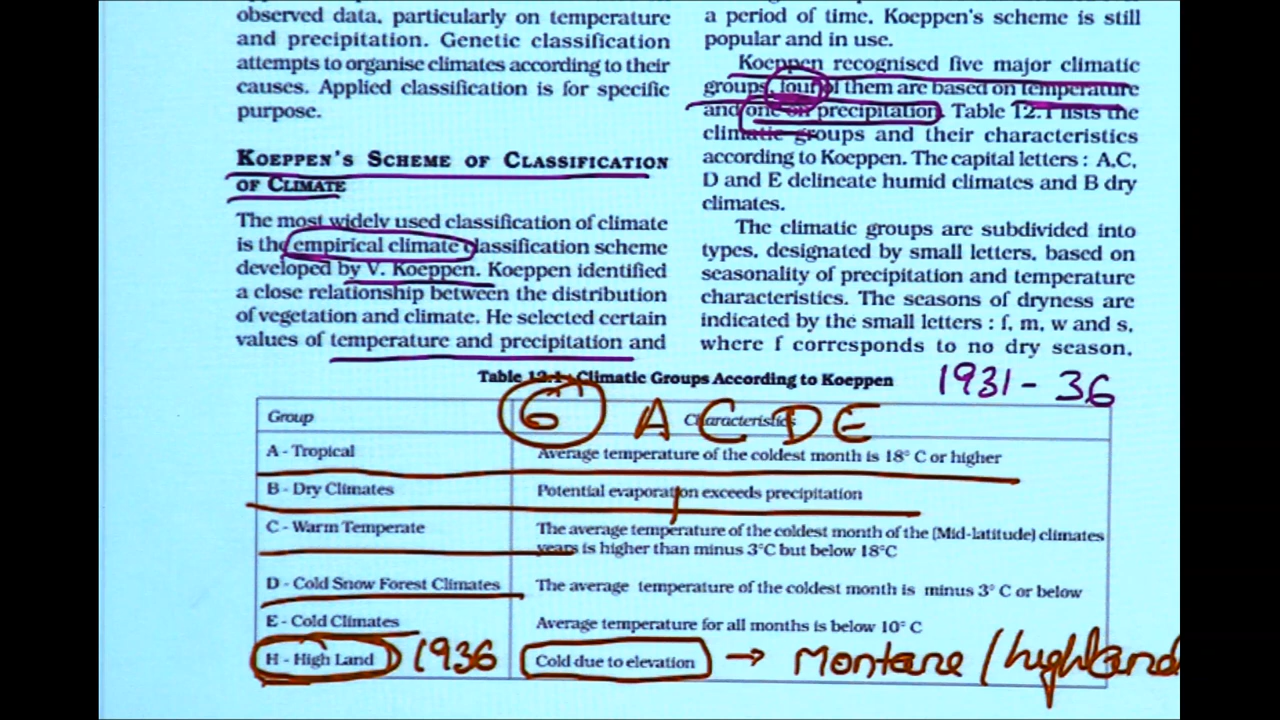 observed data, particularly on temperature
and precipitation. Genetic classification
attempts to organise climates according to their
causes. Applied classification is for specific
purpose.
KOEPPEN'S SCHEME OF CLASSIFICATION
OF CLIMATE
The most widely used classification of climate
is the empirical climate classification scheme
developed by V. Koeppen. Koeppen identified
a close relationship between the distribution
of vegetation and climate. He selected certain
values of temperature and precipitation and
a period of time. Koeppen's scheme is still
popular and in use.
Koeppen recognised five major climatic
groups, four of them are based on temperature
and one on precipitation. Table 12.1 lists the
climatic groups and their characteristics
according to Koeppen. The capital letters : A,C,
D and E delineate humid climates and B dry
climates.
The climatic groups are subdivided into
types, designated by small letters, based on
seasonality of precipitation and temperature
characteristics. The seasons of dryness are
indicated by the small letters : f, m, w and s,
where f corresponds to no dry season,
Table 12.1 : Climatic Groups According to Koeppen
1931 - 36
Group Characteristics
6 A C D E
A - Tropical Average temperature of the coldest month is 18° C or higher
B - Dry Climates Potential evaporation exceeds precipitation
C - Warm Temperate The average temperature of the coldest month of the (Mid-latitude) climates
years is higher than minus 3°C but below 18°C
D - Cold Snow Forest Climates The average temperature of the coldest month is minus 3° C or below
E - Cold Climates Average temperature for all months is below 10° C
H - High Land 1936 Cold due to elevation → Montane / highland